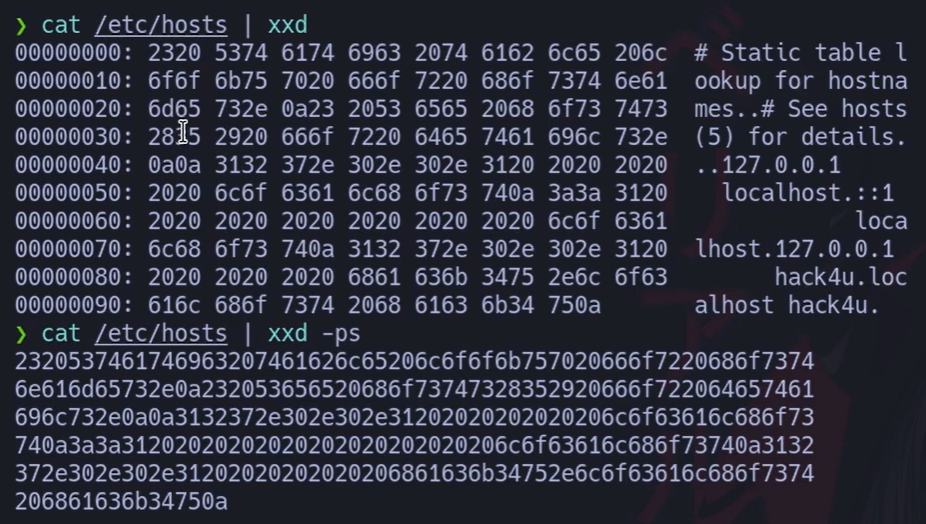 ❯ cat /etc/hosts | xxd
00000000: 2320 5374 6174 6963 2074 6162 6c65 206c  # Static table l
00000010: 6f6f 6b75 7020 666f 7220 686f 7374 6e61  ookup for hostna
00000020: 6d65 732e 0a23 2053 6565 2068 6f73 7473  mes..# See hosts
00000030: 2835 2920 666f 7220 6465 7461 696c 732e  (5) for details.
00000040: 0a0a 3132 372e 302e 302e 3120 2020 2020  ..127.0.0.1
00000050: 2020 6c6f 6361 6c68 6f73 740a 3a3a 3120    localhost.::1
00000060: 2020 2020 2020 2020 2020 2020 6c6f 6361              loca
00000070: 6c68 6f73 740a 3132 372e 302e 302e 3120  lhost.127.0.0.1
00000080: 2020 2020 2020 6861 636b 3475 2e6c 6f63        hack4u.loc
00000090: 616c 686f 7374 2068 6163 6b34 750a       alhost hack4u.
❯ cat /etc/hosts | xxd -ps
2320537461746963207461626c65206c6f6f6b757020666f7220686f7374
6e616d65732e0a232053656520686f73747328352920666f722064657461
696c732e0a0a3132372e302e302e31202020202020206c6f63616c686f73
740a3a3a3120202020202020202020202020206c6f63616c686f73740a3132
372e302e302e31202020202020206861636b34752e6c6f63616c686f7374
206861636b34750a